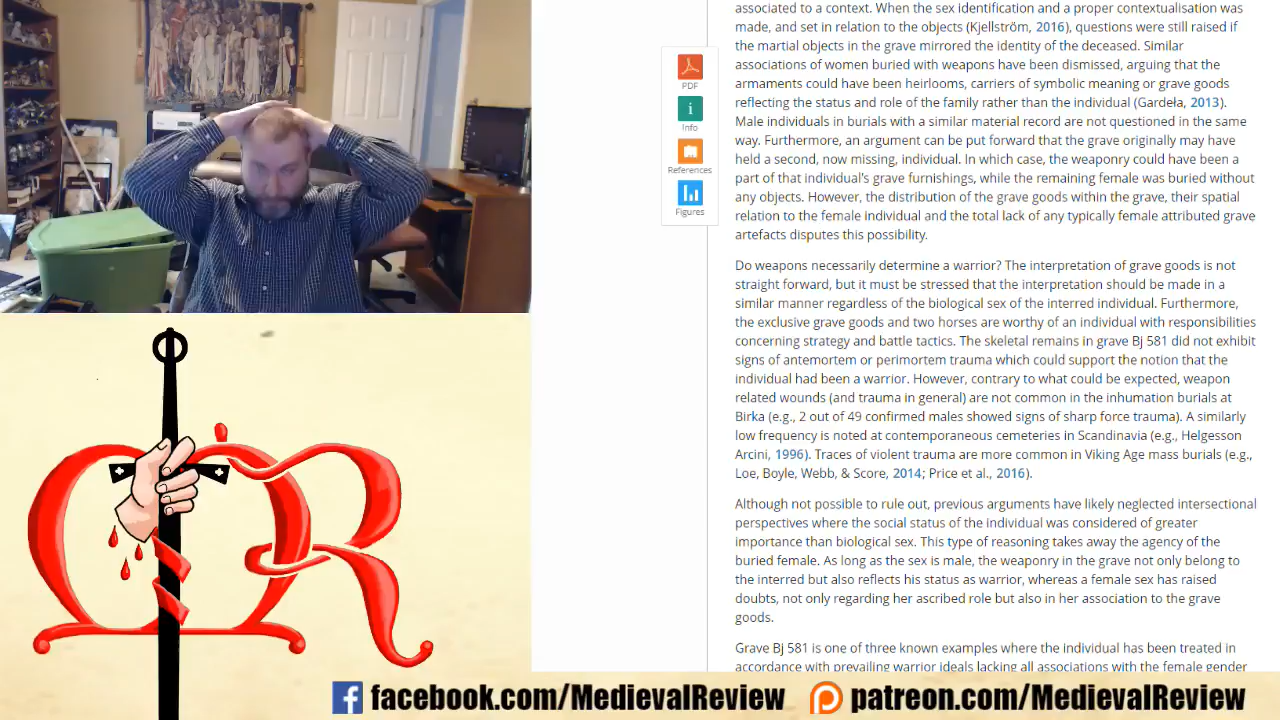 associated to a context. When the sex identification and a proper contextualisation was
made, and set in relation to the objects (Kjellström, 2016), questions were still raised if
the martial objects in the grave mirrored the identity of the deceased. Similar
associations of women buried with weapons have been dismissed, arguing that the
armaments could have been heirlooms, carriers of symbolic meaning or grave goods
reflecting the status and role of the family rather than the individual (Gardeła, 2013).
Male individuals in burials with a similar material record are not questioned in the same
way. Furthermore, an argument can be put forward that the grave originally may have
held a second, now missing, individual. In which case, the weaponry could have been a
part of that individual's grave furnishings, while the remaining female was buried without
any objects. However, the distribution of the grave goods within the grave, their spatial
relation to the female individual and the total lack of any typically female attributed grave
artefacts disputes this possibility.
Do weapons necessarily determine a warrior? The interpretation of grave goods is not
straight forward, but it must be stressed that the interpretation should be made in a
similar manner regardless of the biological sex of the interred individual. Furthermore,
the exclusive grave goods and two horses are worthy of an individual with responsibilities
concerning strategy and battle tactics. The skeletal remains in grave Bj 581 did not exhibit
signs of antemortem or perimortem trauma which could support the notion that the
individual had been a warrior. However, contrary to what could be expected, weapon
related wounds (and trauma in general) are not common in the inhumation burials at
Birka (e.g., 2 out of 49 confirmed males showed signs of sharp force trauma). A similarly
low frequency is noted at contemporaneous cemeteries in Scandinavia (e.g., Helgesson
Arcini, 1996). Traces of violent trauma are more common in Viking Age mass burials (e.g.,
Loe, Boyle, Webb, & Score, 2014; Price et al., 2016).
Although not possible to rule out, previous arguments have likely neglected intersectional
perspectives where the social status of the individual was considered of greater
importance than biological sex. This type of reasoning takes away the agency of the
buried female. As long as the sex is male, the weaponry in the grave not only belong to
the interred but also reflects his status as warrior, whereas a female sex has raised
doubts, not only regarding her ascribed role but also in her association to the grave
goods.
Grave Bj 581 is one of three known examples where the individual has been treated in
accordance with prevailing warrior ideals lacking all associations with the female gender
PDF
Info
References
Figures
MR
facebook.com/MedievalReview
patreon.com/MedievalReview